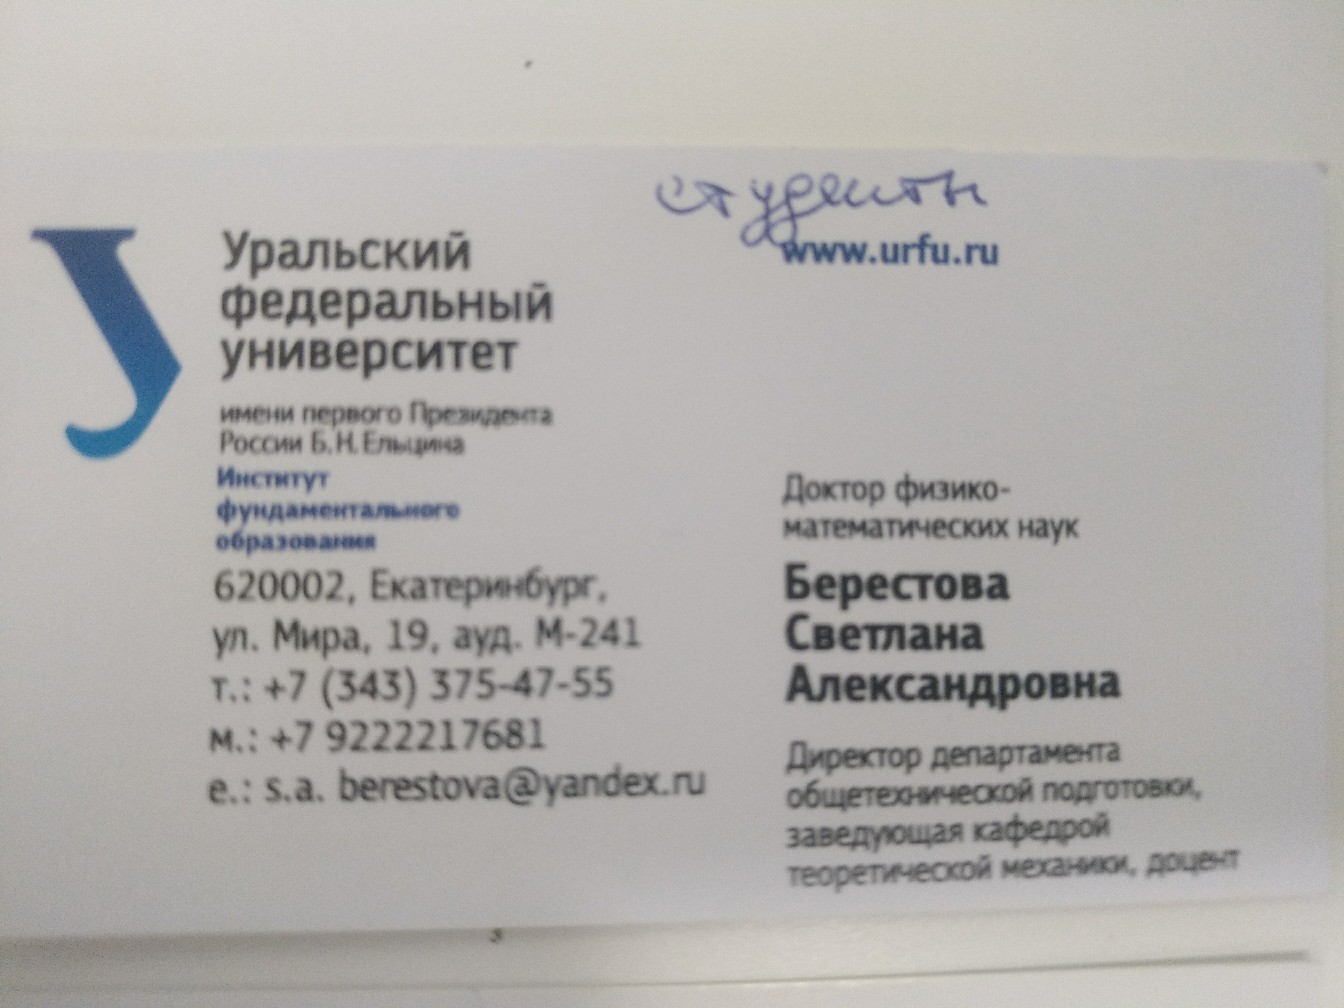 студенты
www.urfu.ru
У
Уральский
федеральный
университет
имени первого Президента
России Б.Н.Ельцина
Институт
фундаментального
образования
620002, Екатеринбург,
ул. Мира, 19, ауд. М-241
т.: +7 (343) 375-47-55
м.: +7 9222217681
е.: s.a. berestova@yandex.ru
Доктор физико-
математических наук
Берестова
Светлана
Александровна
Директор департамента
общетехнической подготовки,
заведующая кафедрой
теоретической механики, доцент